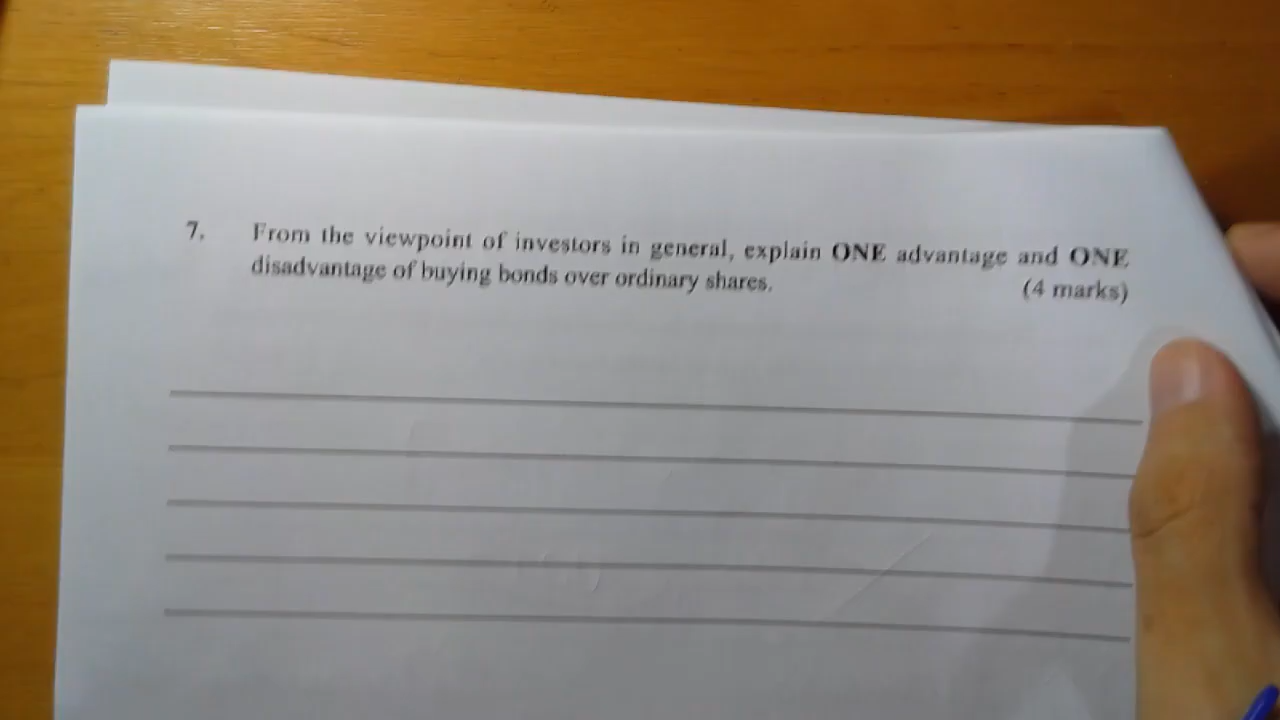 7. From the viewpoint of investors in general, explain ONE advantage and ONE
disadvantage of buying bonds over ordinary shares.
(4 marks)